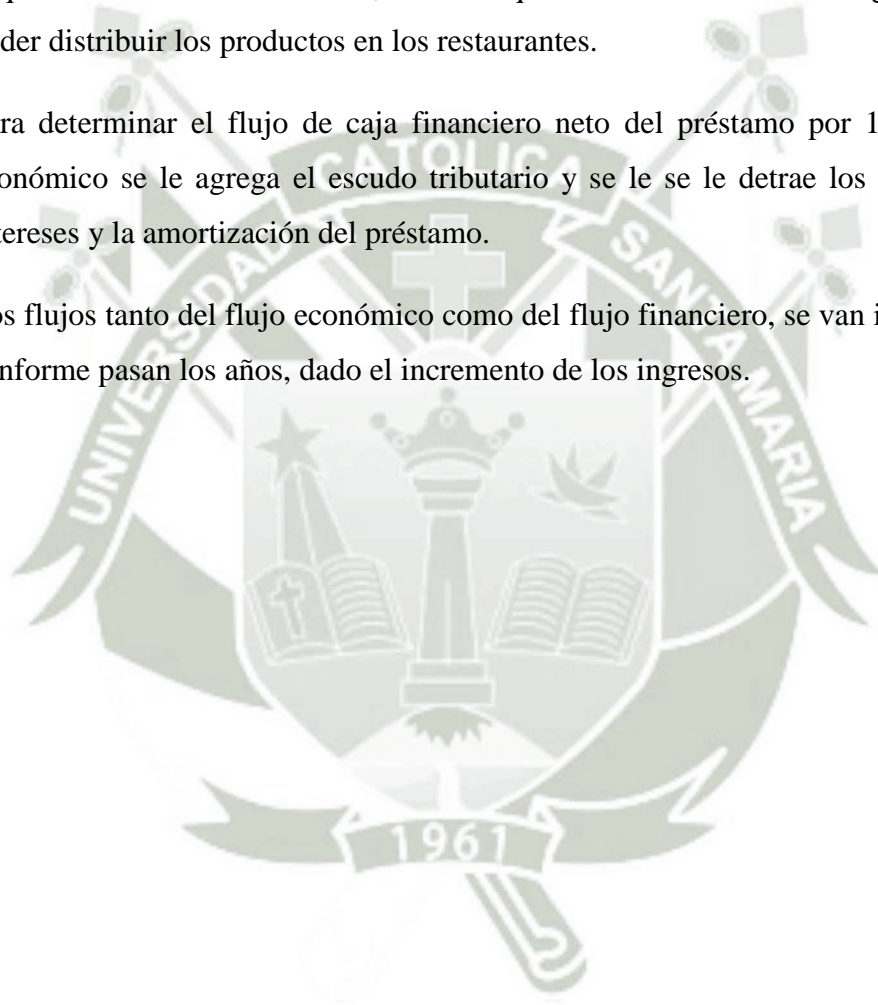 der distribuir los productos en los restaurantes.
ra determinar el flujo de caja financiero neto del préstamo por 1
onómico se le agrega el escudo tributario y se le se le detrae los
tereses y la amortización del préstamo.
s flujos tanto del flujo económico como del flujo financiero, se van i
nforme pasan los años, dado el incremento de los ingresos.
UNIVERSIDAD CATOLICA SANTA MARIA
1961